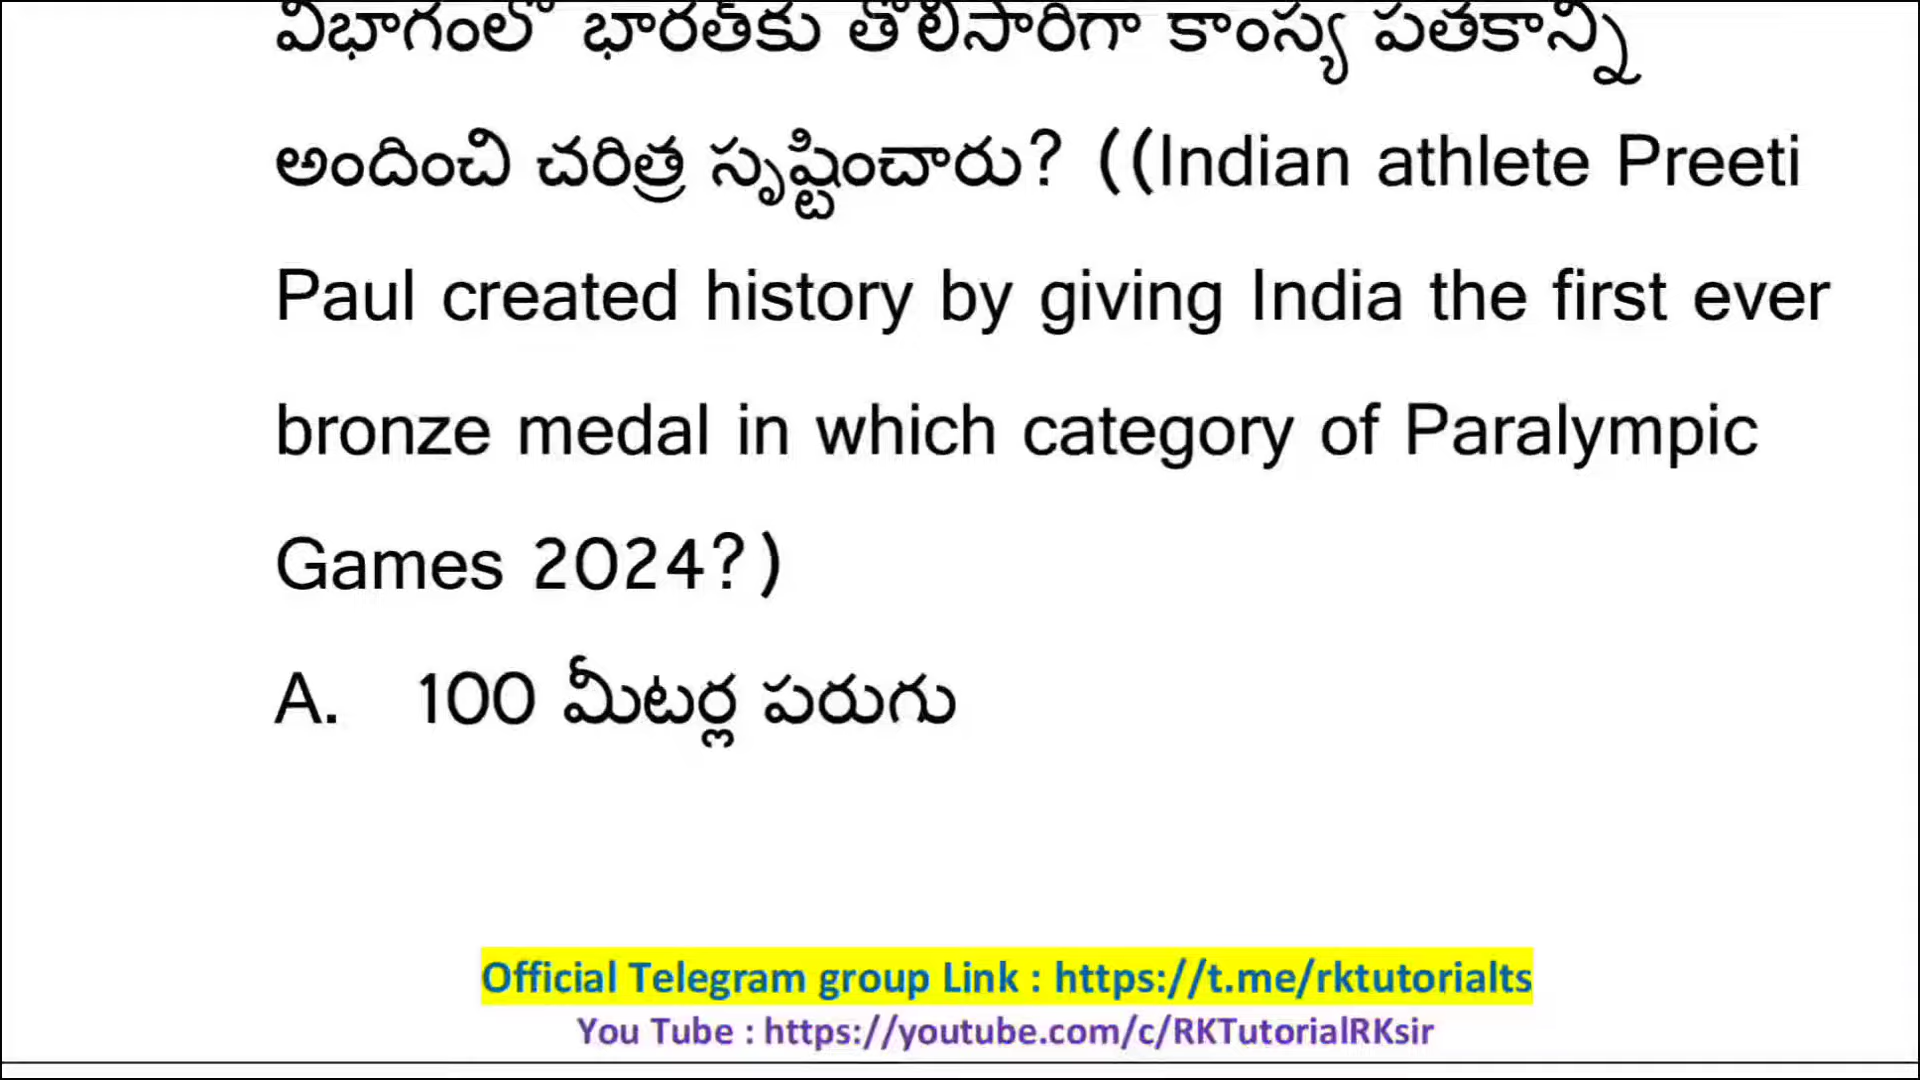 విభాగంలో భారత్‌కు తొలిసారిగా కాంస్య పతకాన్ని
అందించి చరిత్ర సృష్టించారు? ((Indian athlete Preeti
Paul created history by giving India the first ever
bronze medal in which category of Paralympic
Games 2024?)
A. 100 మీటర్ల పరుగు
Official Telegram group Link : https://t.me/rktutorialts
You Tube : https://youtube.com/c/RKTutorialRKsir